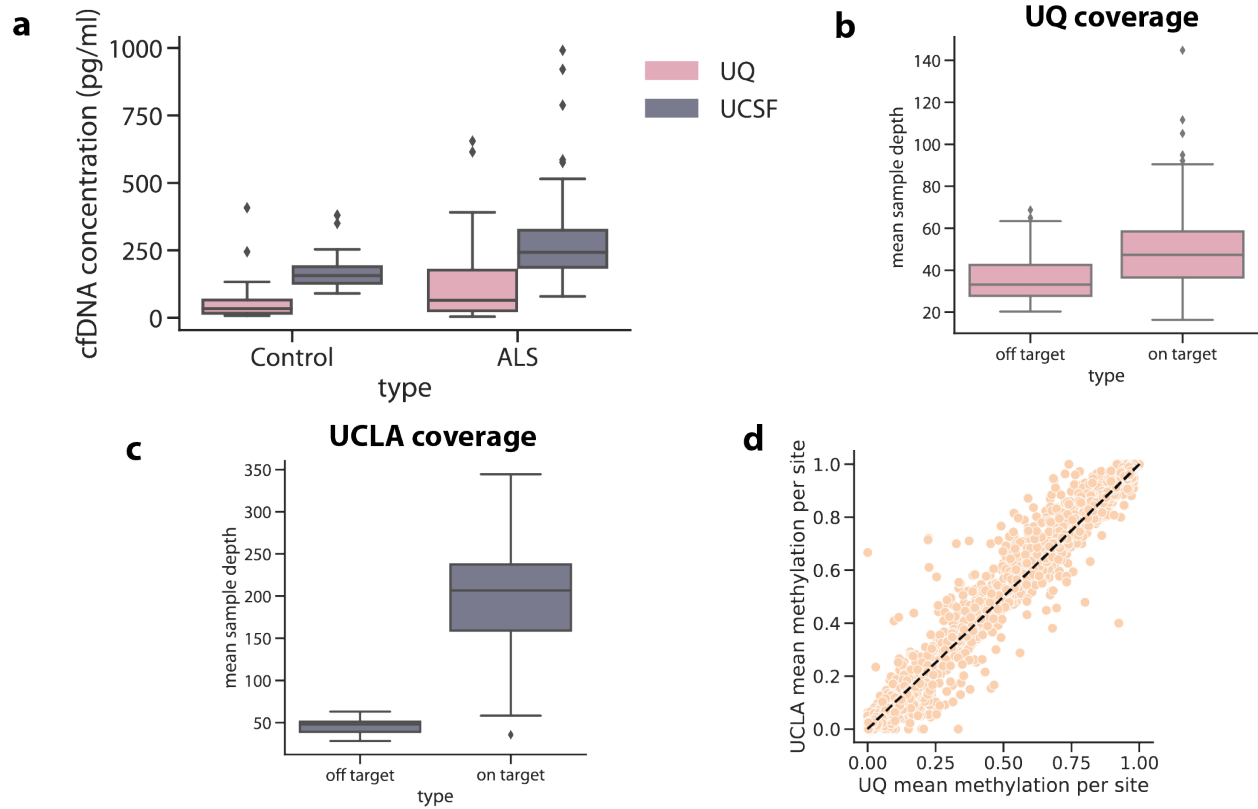 a
cfDNA concentration (pg/ml)
1000
750
500
250
0
Control
ALS
type
UQ
UCSF
b
UQ coverage
mean sample depth
140
120
100
80
60
40
20
off target
on target
type
c
UCLA coverage
mean sample depth
350
300
250
200
150
100
50
off target
on target
type
d
UCLA mean methylation per site
1.0
0.8
0.6
0.4
0.2
0.0
0.00
0.25
0.50
0.75
1.00
UQ mean methylation per site